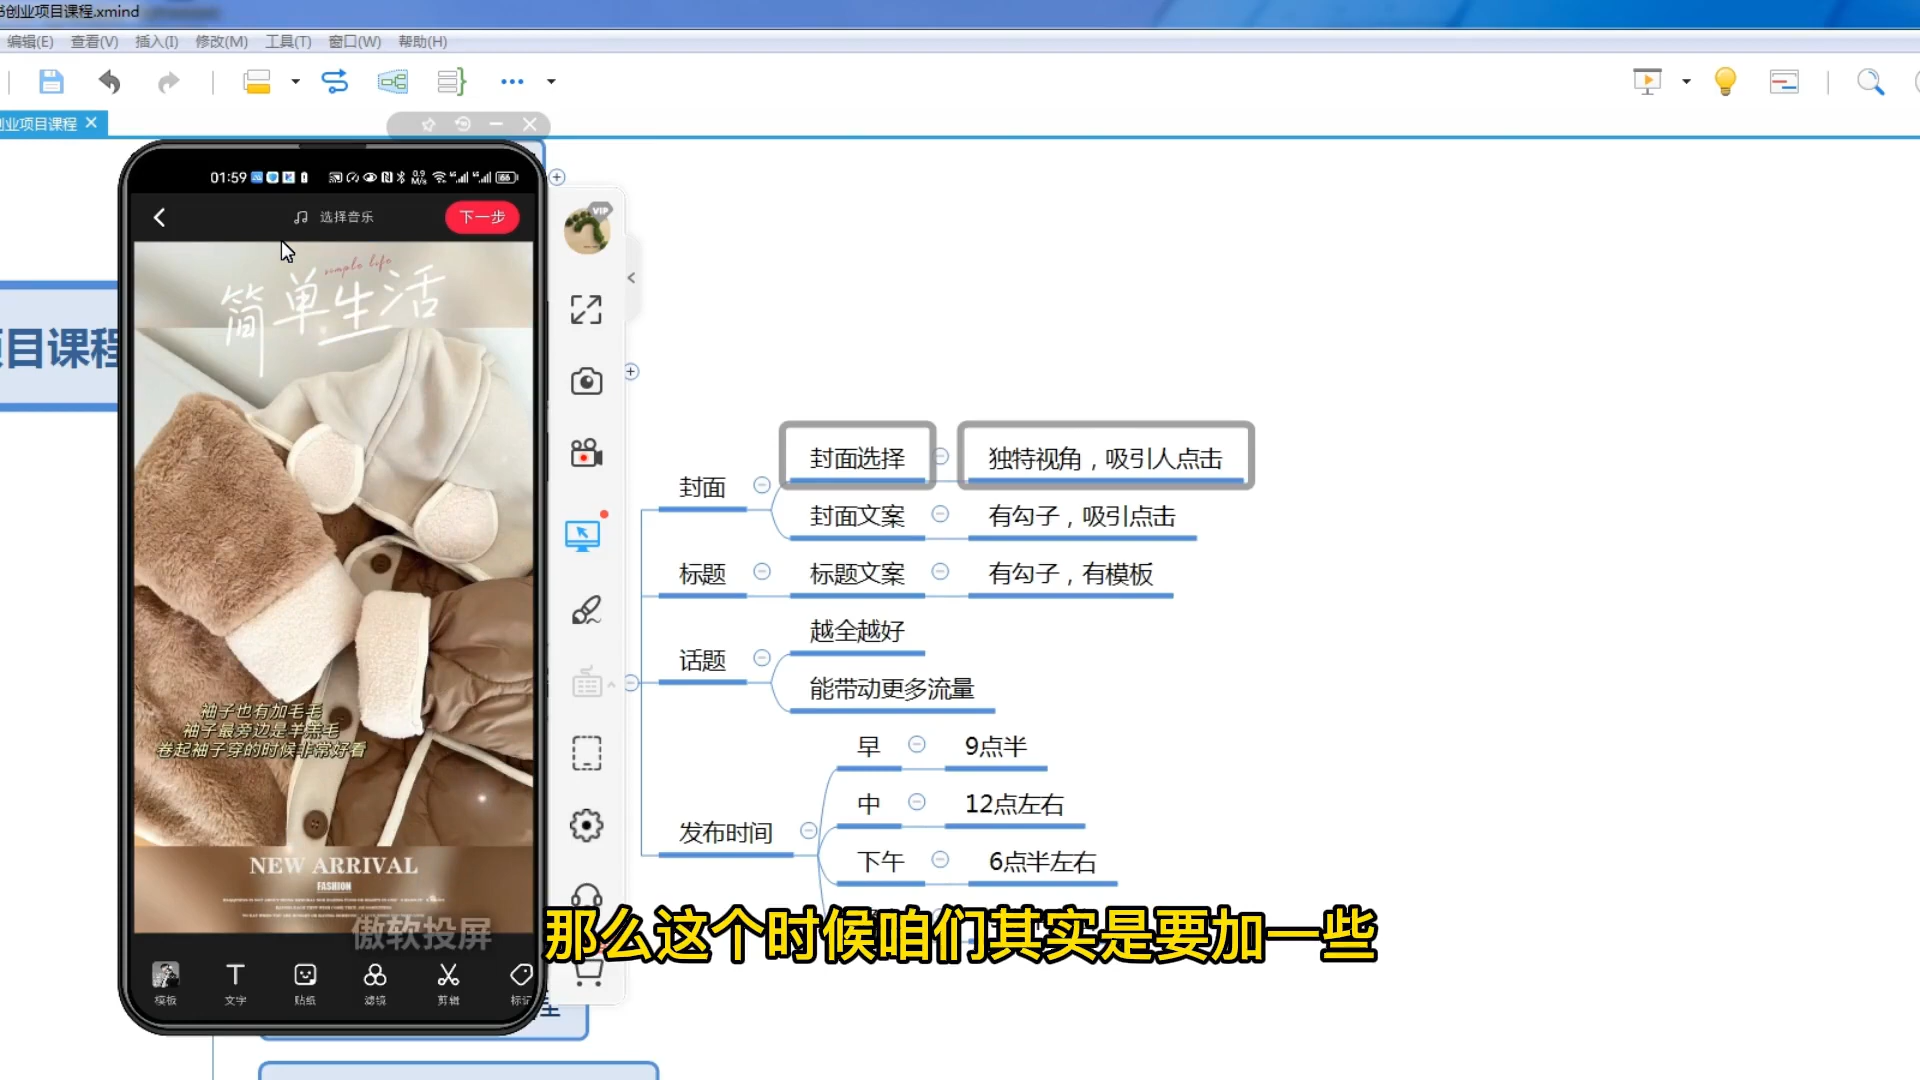 书创业项目课程.xmind
编辑(E) 查看(V) 插入(I) 修改(M) 工具(T) 窗口(W) 帮助(H)
创业项目课程
01:59
选择音乐
下一步
VIP
simple life
简单生活
项目课程
封面
封面选择
独特视角，吸引人点击
封面文案
有勾子，吸引点击
标题
标题文案
有勾子，有模板
话题
越全越好
能带动更多流量
发布时间
早
9点半
中
12点左右
下午
6点半左右
袖子也有加毛毛
袖子最旁边是羊羔毛
卷起袖子穿的时候非常好看
NEW ARRIVAL
FASHION
傲软投屏
那么这个时候咱们其实是要加一些
模板
文字
贴纸
滤镜
剪辑
标记